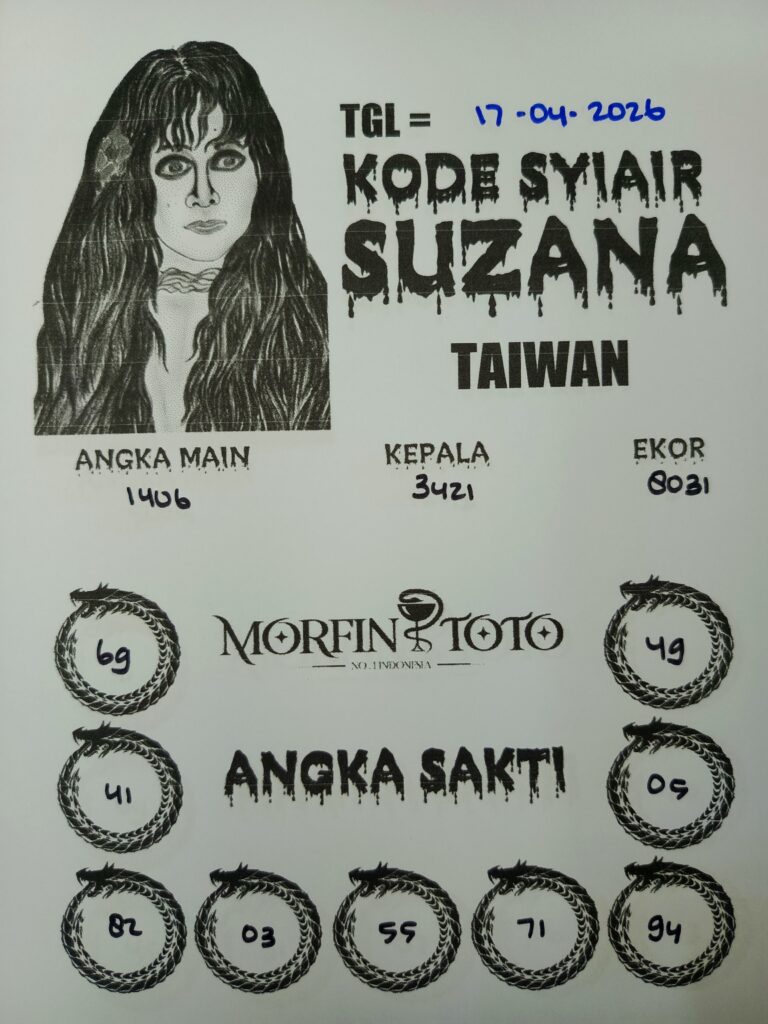 TGL = 17-04-2026
KODE SYIAIR
SUZANA
TAIWAN
ANGKA MAIN KEPALA EKOR
1406 3421 8031
69 49
MORFIN TOTO
NO.1 INDONESIA
41 05
ANGKA SAKTI
82 03 55 71 94